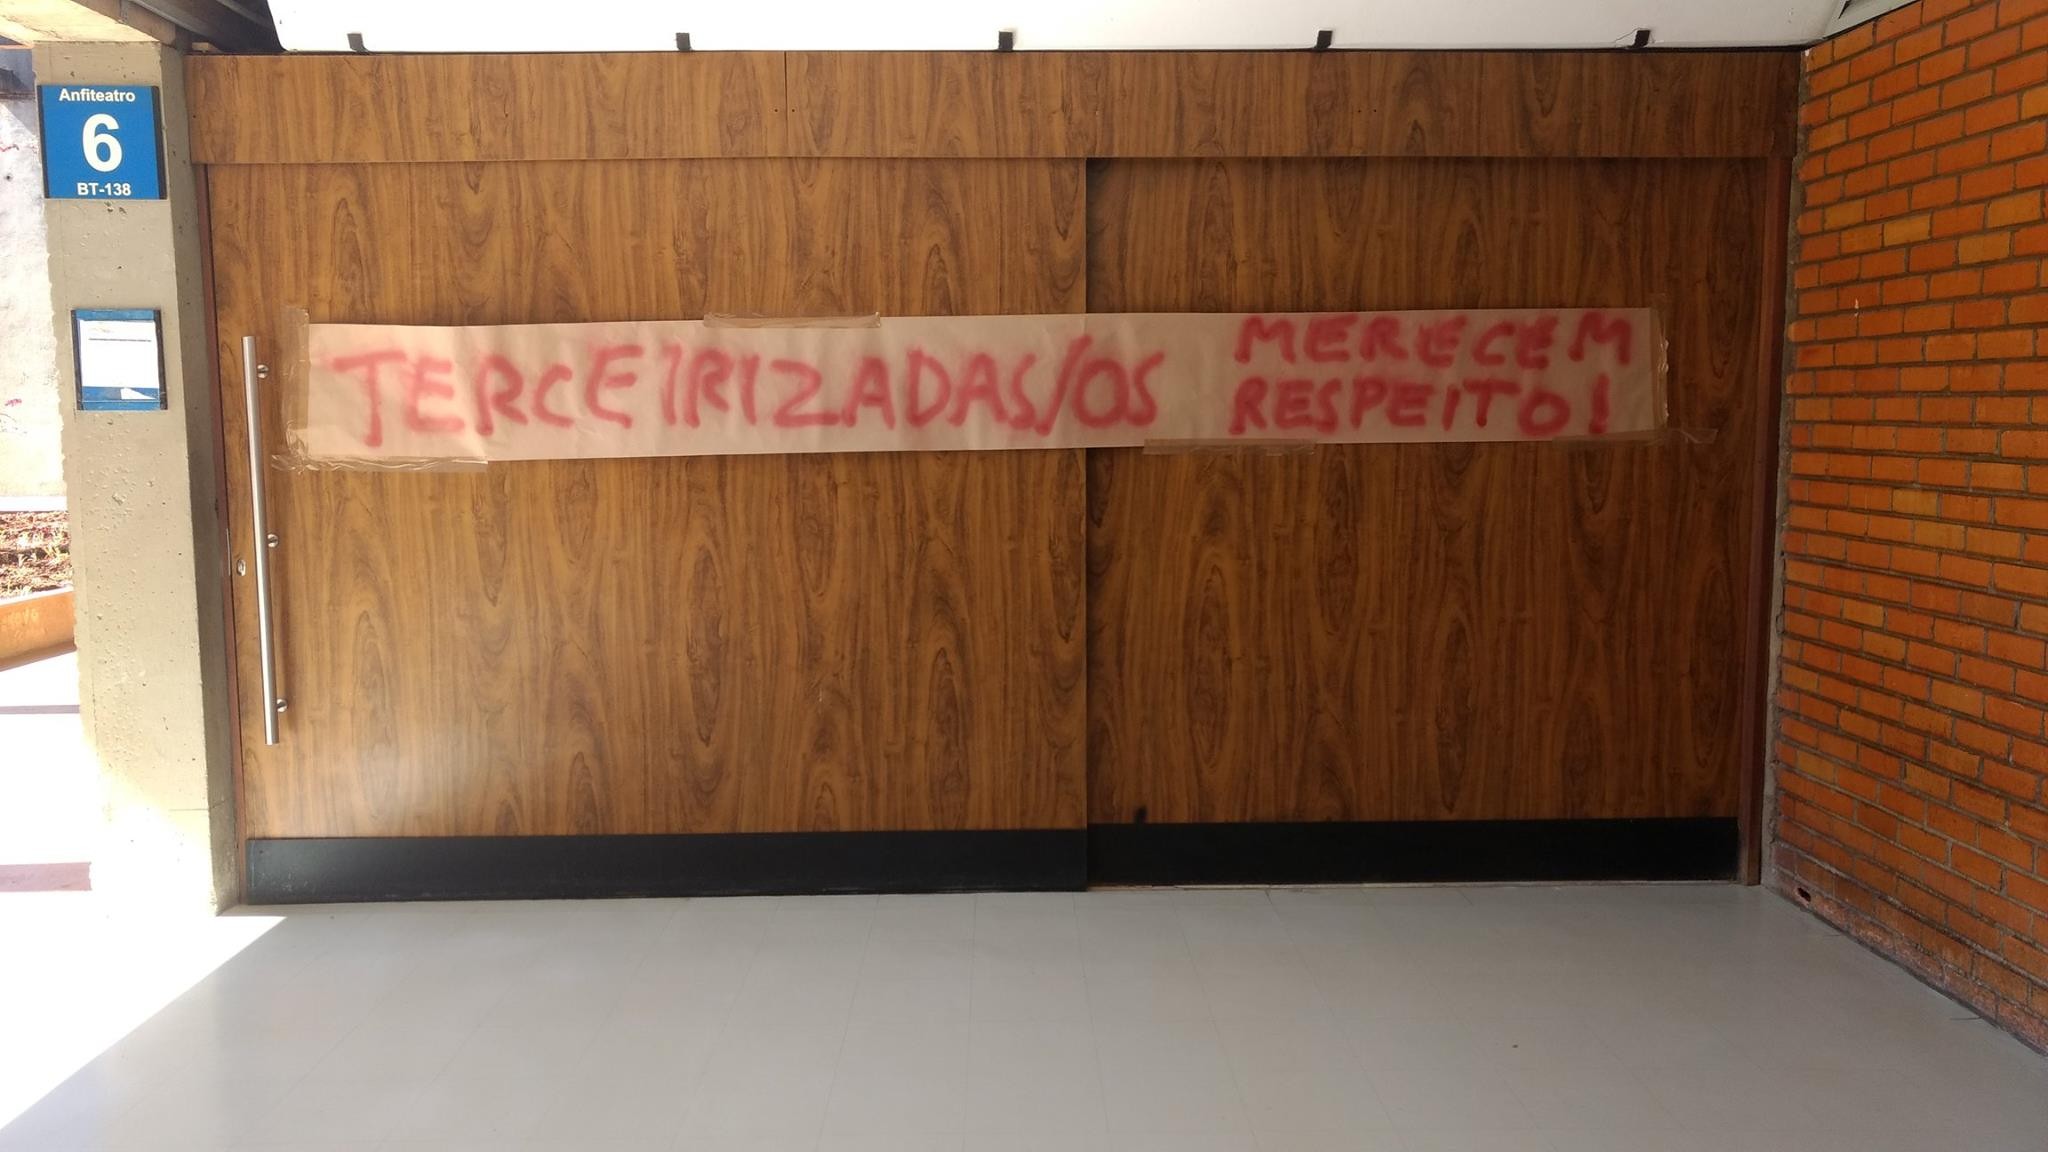 Anfiteatro
6
BT-138
TERCEIRIZADAS/OS MERECEM
RESPEITO!